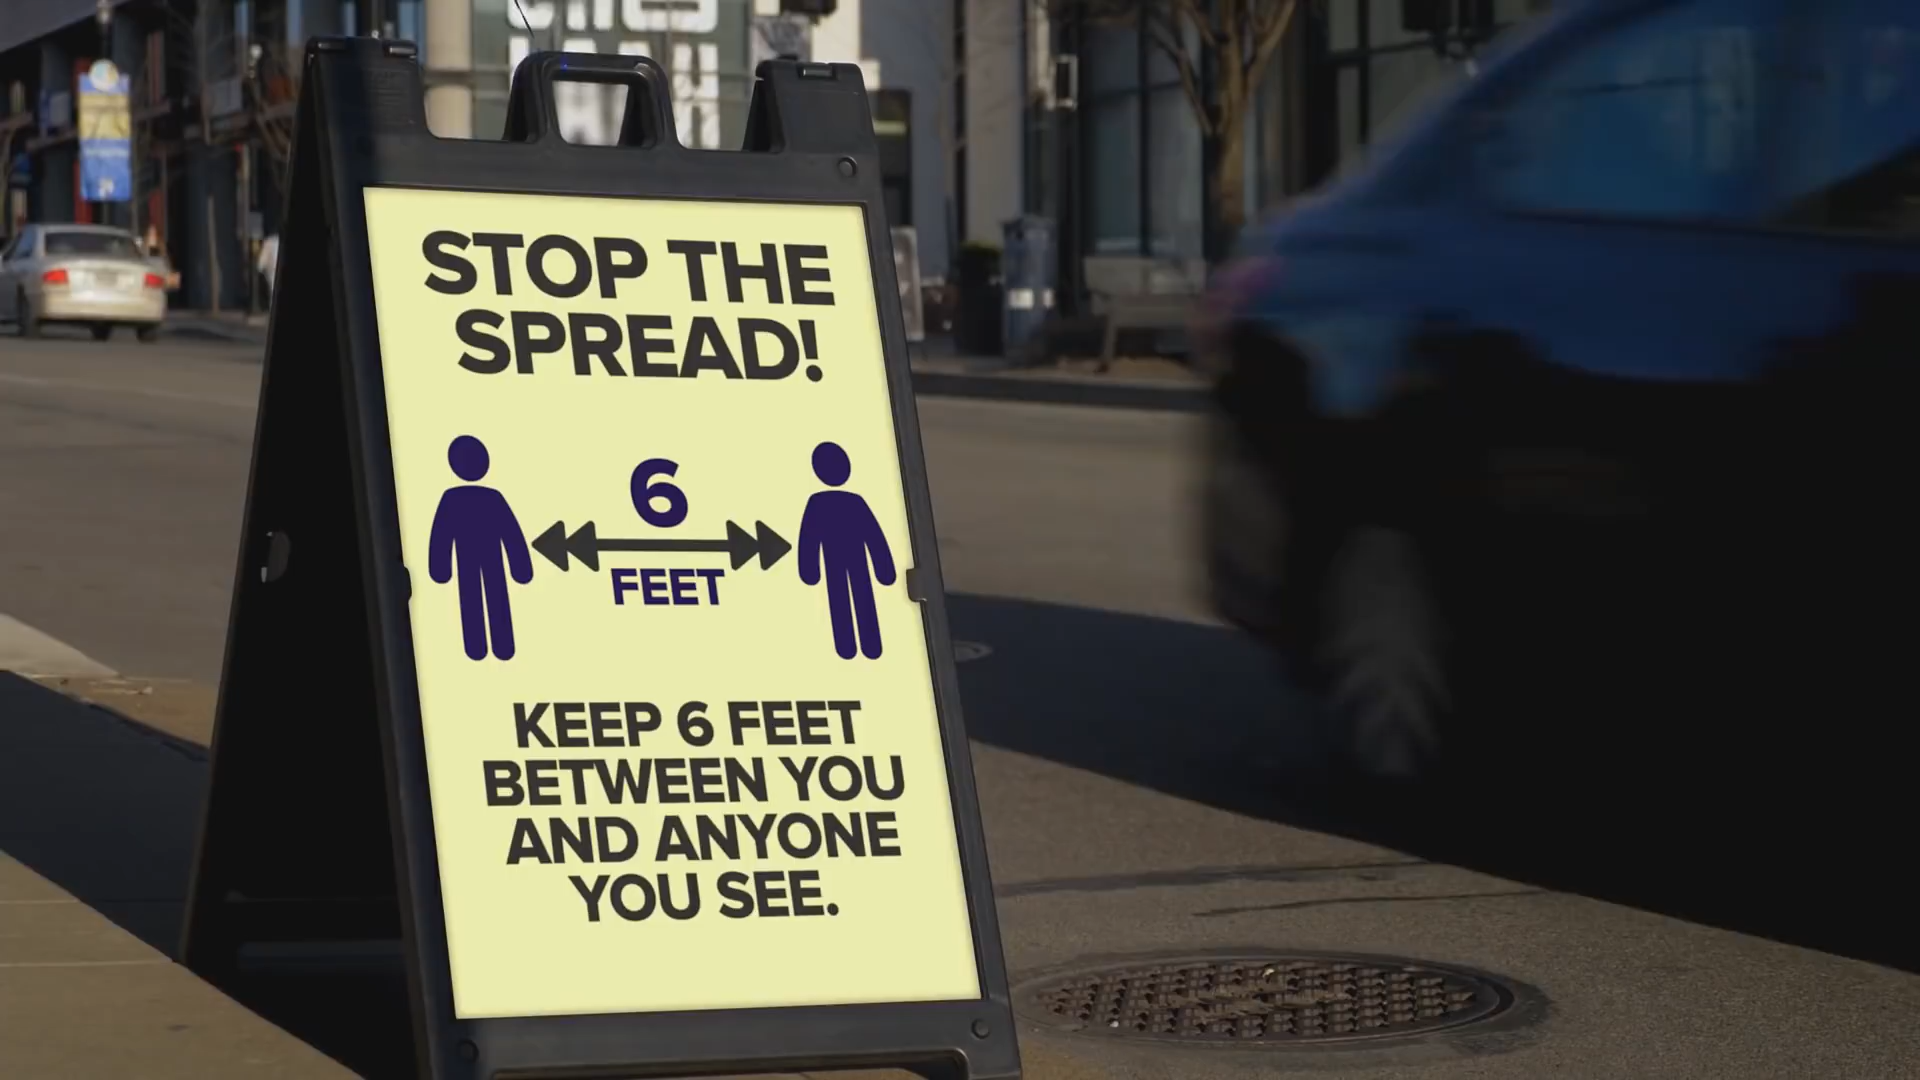 STOP THE
SPREAD!
6
FEET
KEEP 6 FEET
BETWEEN YOU
AND ANYONE
YOU SEE.